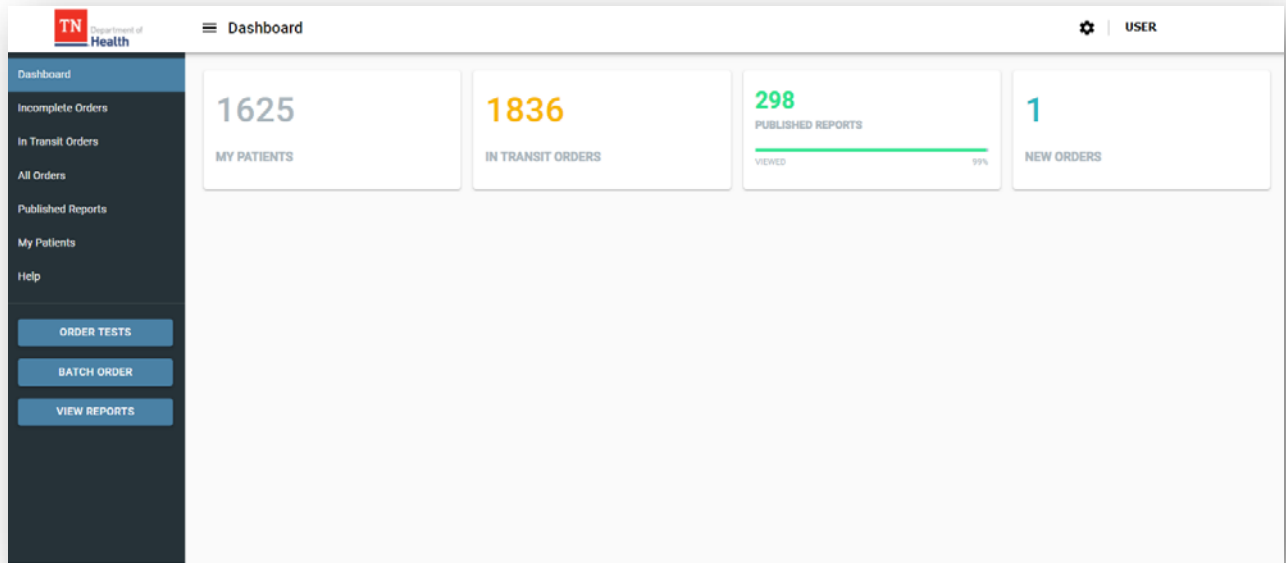 TN
Department of
Health
Dashboard
USER
Dashboard
Incomplete Orders
In Transit Orders
All Orders
Published Reports
My Patients
Help
ORDER TESTS
BATCH ORDER
VIEW REPORTS
1625
MY PATIENTS
1836
IN TRANSIT ORDERS
298
PUBLISHED REPORTS
VIEWED 99%
1
NEW ORDERS